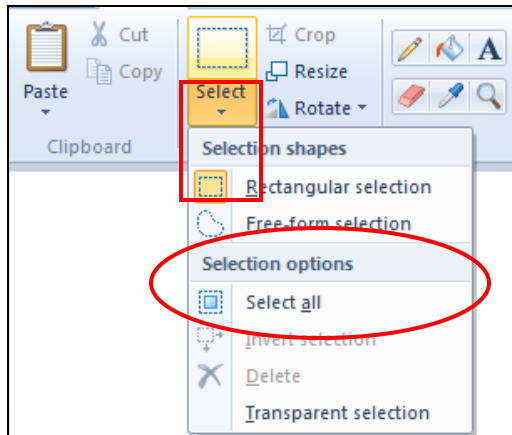 Cut
Crop
Copy
Resize
Paste
Select
Rotate
A
Clipboard
Selection shapes
Rectangular selection
Free-form selection
Selection options
Select all
Invert selection
Delete
Transparent selection